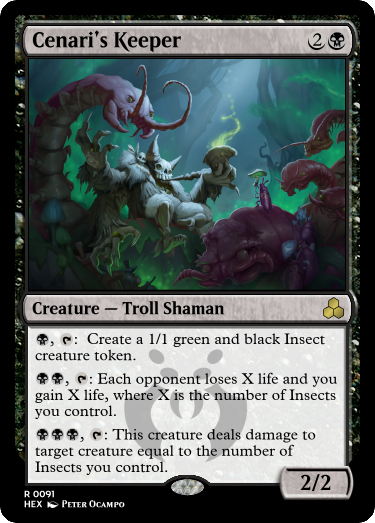 Cenari's Keeper 2
Creature — Troll Shaman
, : Create a 1/1 green and black Insect
creature token.
, : Each opponent loses X life and you
gain X life, where X is the number of Insects
you control.
, : This creature deals damage to
target creature equal to the number of
Insects you control.
2/2
R 0091
HEX Peter Ocampo